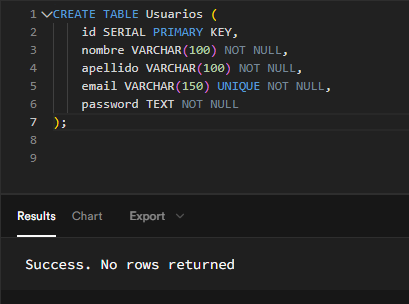 1 CREATE TABLE Usuarios (
2     id SERIAL PRIMARY KEY,
3     nombre VARCHAR(100) NOT NULL,
4     apellido VARCHAR(100) NOT NULL,
5     email VARCHAR(150) UNIQUE NOT NULL,
6     password TEXT NOT NULL
7 );
8
9
Results Chart Export
Success. No rows returned